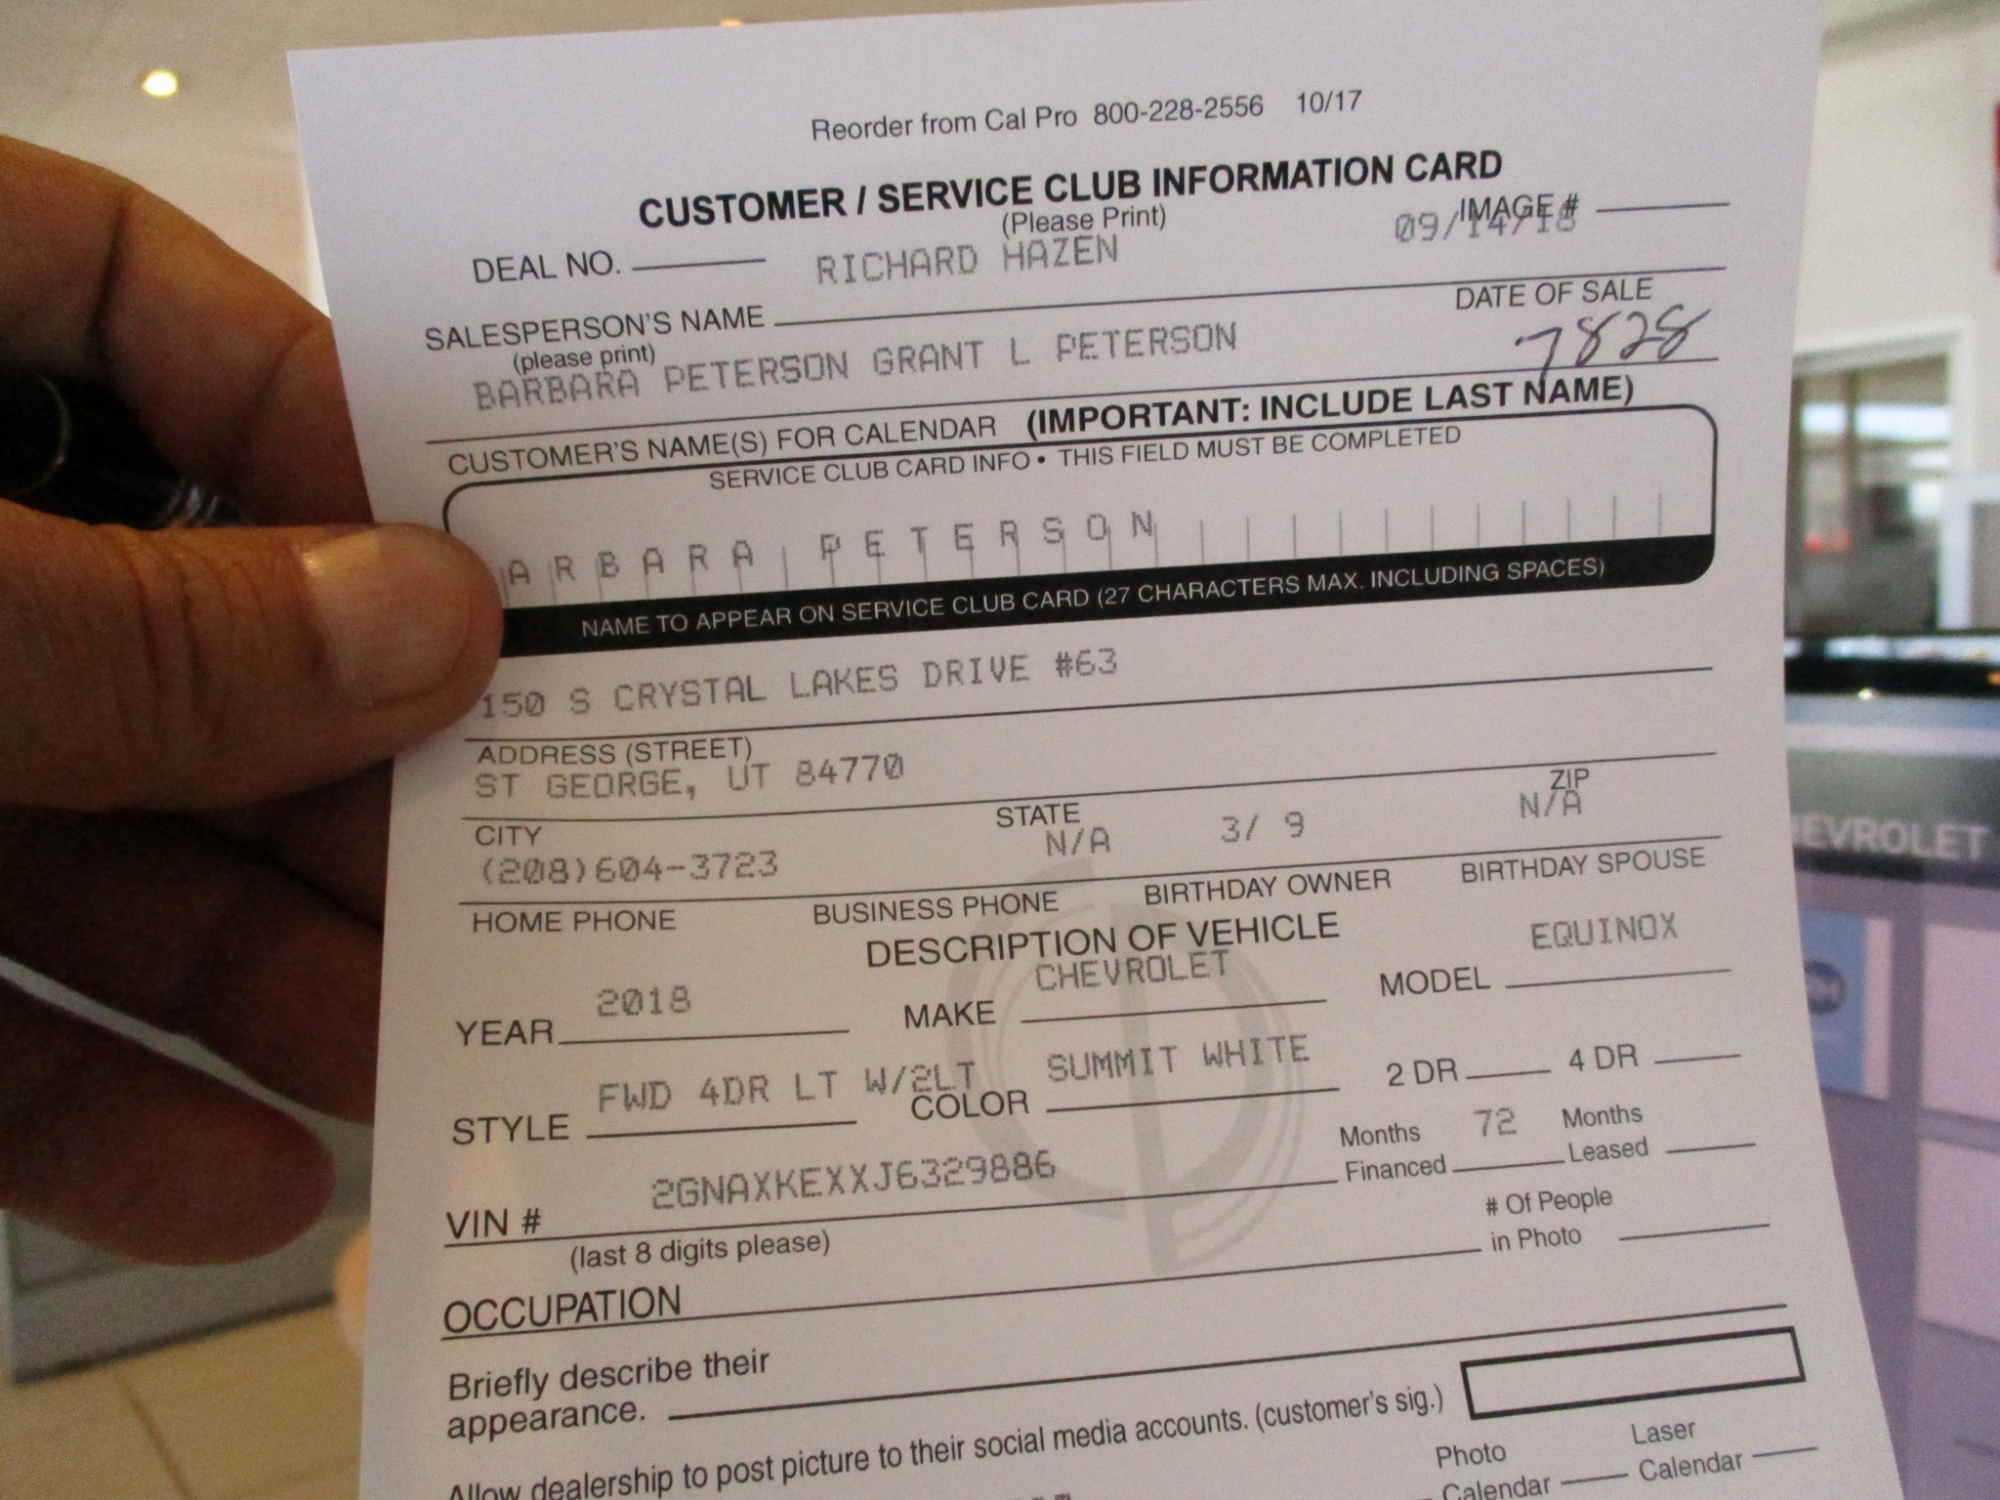 Reorder from Cal Pro 800-228-2556 10/17
CUSTOMER / SERVICE CLUB INFORMATION CARD
(Please Print)
IMAGE #
09/14/18
DEAL NO.
RICHARD HAZEN
SALESPERSON'S NAME
DATE OF SALE
(please print)
7828
BARBARA PETERSON GRANT L PETERSON
CUSTOMER'S NAME(S) FOR CALENDAR (IMPORTANT: INCLUDE LAST NAME)
SERVICE CLUB CARD INFO • THIS FIELD MUST BE COMPLETED
ARBARA PETERSON
NAME TO APPEAR ON SERVICE CLUB CARD (27 CHARACTERS MAX. INCLUDING SPACES)
150 S CRYSTAL LAKES DRIVE #63
ADDRESS (STREET)
ST GEORGE, UT 84770
CITY STATE ZIP
(208)604-3723 N/A 3/ 9 N/A
HOME PHONE BUSINESS PHONE BIRTHDAY OWNER BIRTHDAY SPOUSE
DESCRIPTION OF VEHICLE
YEAR 2018 MAKE CHEVROLET MODEL EQUINOX
STYLE FWD 4DR LT W/2LT COLOR SUMMIT WHITE 2 DR 4 DR
VIN # 2GNAXKEXXJ6329886 Months Financed 72 Months Leased
(last 8 digits please)
# Of People in Photo
OCCUPATION
Briefly describe their
appearance.
Allow dealership to post picture to their social media accounts. (customer's sig.)
Photo Calendar Laser Calendar
EVROLET